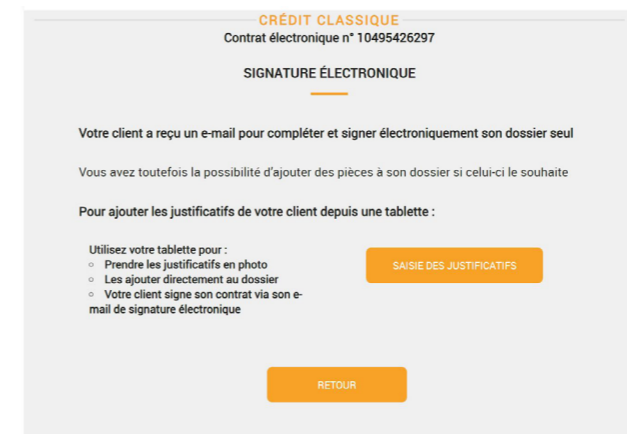 CRÉDIT CLASSIQUE
Contrat électronique n° 10495426297
SIGNATURE ÉLECTRONIQUE
Votre client a reçu un e-mail pour compléter et signer électroniquement son dossier seul
Vous avez toutefois la possibilité d'ajouter des pièces à son dossier si celui-ci le souhaite
Pour ajouter les justificatifs de votre client depuis une tablette :
Utilisez votre tablette pour :
○ Prendre les justificatifs en photo
○ Les ajouter directement au dossier
○ Votre client signe son contrat via son e-
mail de signature électronique
SAISIE DES JUSTIFICATIFS
RETOUR